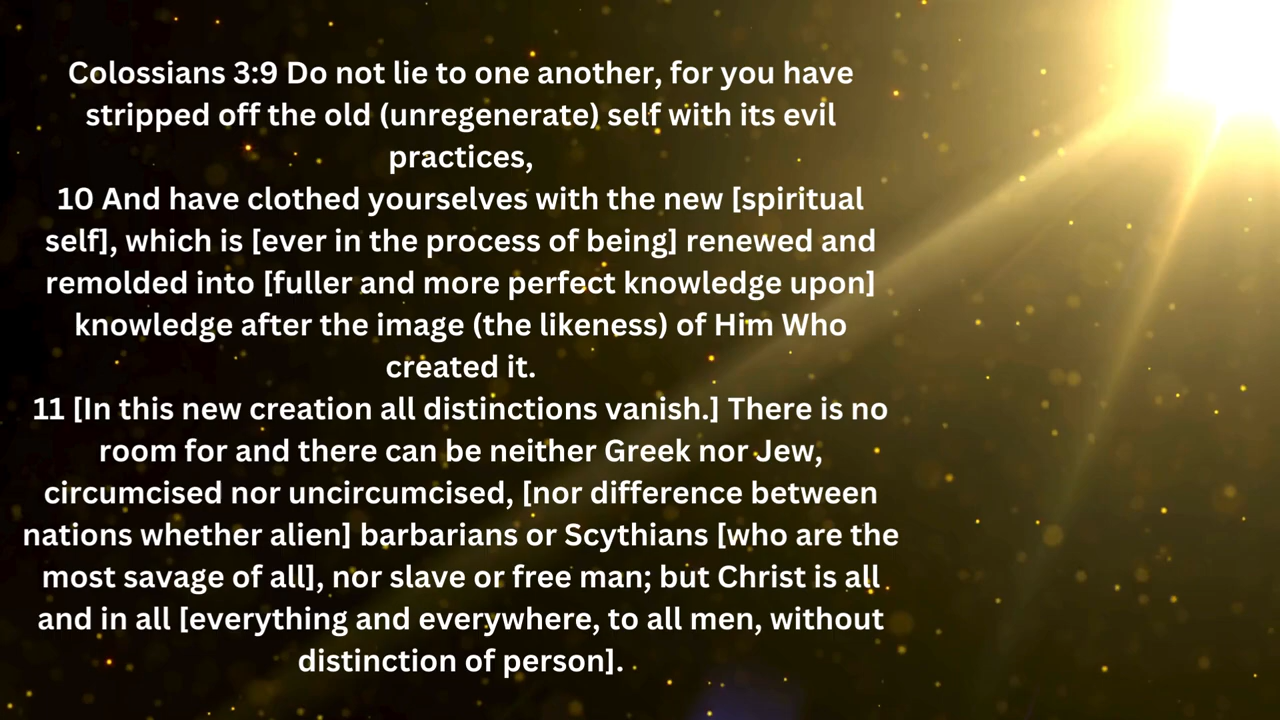 Colossians 3:9 Do not lie to one another, for you have
stripped off the old (unregenerate) self with its evil
practices,
10 And have clothed yourselves with the new [spiritual
self], which is [ever in the process of being] renewed and
remolded into [fuller and more perfect knowledge upon]
knowledge after the image (the likeness) of Him Who
created it.
11 [In this new creation all distinctions vanish.] There is no
room for and there can be neither Greek nor Jew,
circumcised nor uncircumcised, [nor difference between
nations whether alien] barbarians or Scythians [who are the
most savage of all], nor slave or free man; but Christ is all
and in all [everything and everywhere, to all men, without
distinction of person].